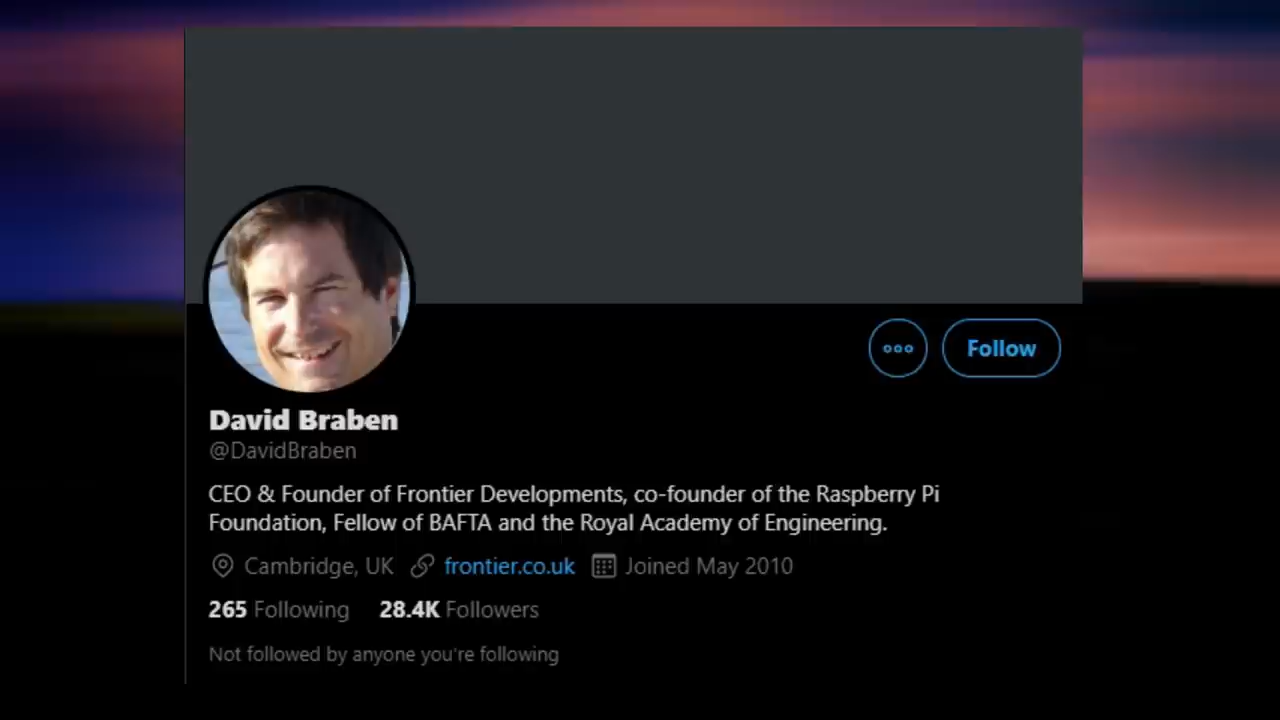 Follow
David Braben
@DavidBraben
CEO & Founder of Frontier Developments, co-founder of the Raspberry Pi
Foundation, Fellow of BAFTA and the Royal Academy of Engineering.
Cambridge, UK frontier.co.uk Joined May 2010
265 Following 28.4K Followers
Not followed by anyone you're following